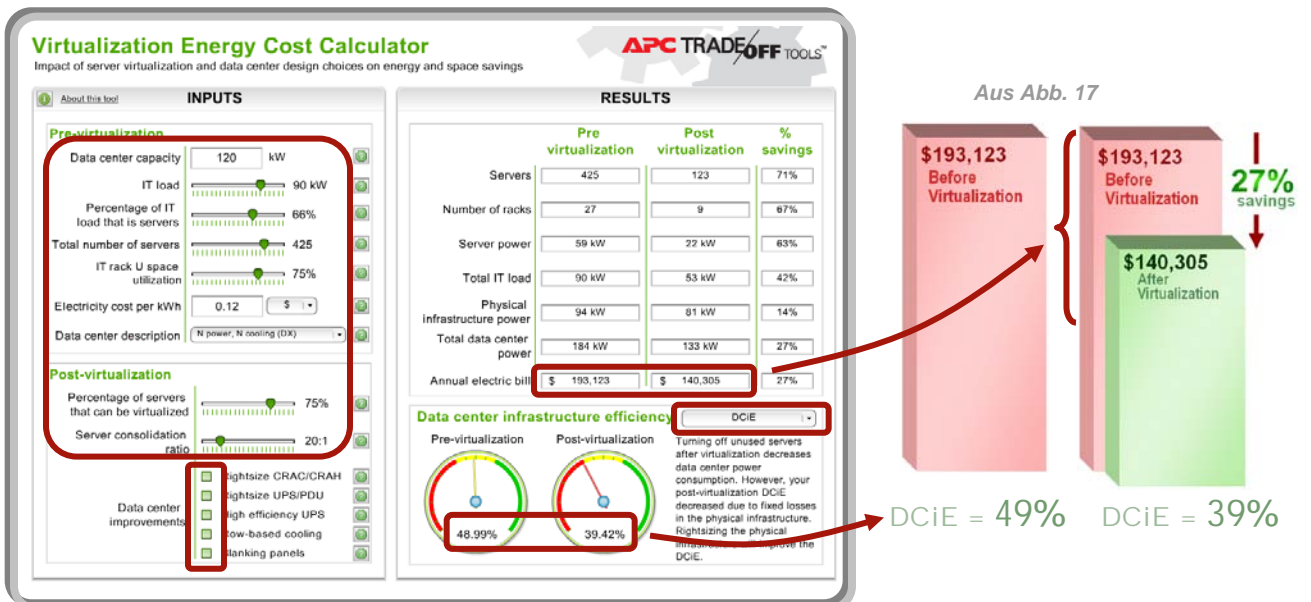 Virtualization Energy Cost Calculator
Impact of server virtualization and data center design choices on energy and space savings
APC TRADE OFF TOOLS™
About this tool
INPUTS
Pre-virtualization
Data center capacity 120 kW
IT load 90 kW
Percentage of IT
load that is servers 66%
Total number of servers 425
IT rack U space
utilization 75%
Electricity cost per kWh 0.12 $
Data center description N power, N cooling (DX)
Post-virtualization
Percentage of servers
that can be virtualized 75%
Server consolidation
ratio 20:1
Data center
improvements
Rightsize CRAC/CRAH
Rightsize UPS/PDU
High efficiency UPS
Row-based cooling
Blanking panels
RESULTS
Pre
virtualization
Post
virtualization
%
savings
Servers 425 123 71%
Number of racks 27 9 67%
Server power 59 kW 22 kW 63%
Total IT load 90 kW 53 kW 42%
Physical
infrastructure power 94 kW 81 kW 14%
Total data center
power 184 kW 133 kW 27%
Annual electric bill $ 193,123 $ 140,305 27%
Data center infrastructure efficiency DCiE
Pre-virtualization
48.99%
Post-virtualization
39.42%
Turning off unused servers
after virtualization decreases
data center power
consumption. However, your
post-virtualization DCiE
decreased due to fixed losses
in the physical infrastructure.
Rightsizing the physical
improve the
DCiE.
Aus Abb. 17
$193,123
Before
Virtualization
$193,123
Before
Virtualization
27%
savings
$140,305
After
Virtualization
DCiE = 49%
DCiE = 39%